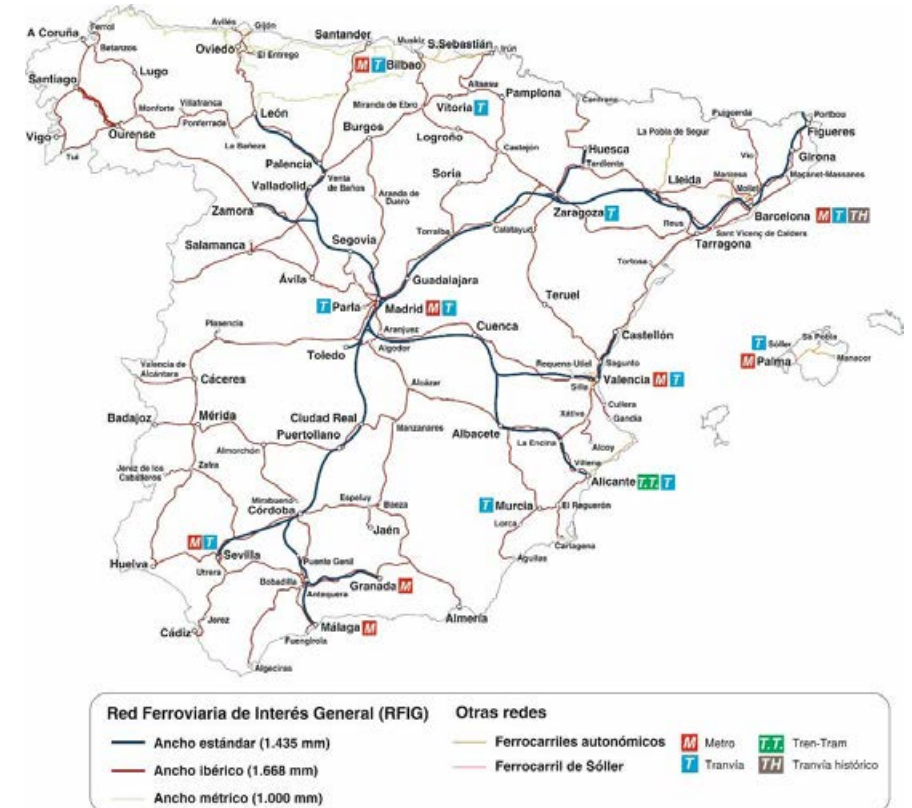 Ferrol
Avilés
Gijón
A Coruña
Betanzos
Oviedo
El Entrego
Santander
Muskiz
S.Sebastián
Irún
M T Bilbao
Santiago
Lugo
Altsasu
Pamplona
Monforte
Villafranca
León
Miranda de Ebro
Vitoria T
Canfranc
Puigcerda
Portbou
Vigo
Ourense
Ponferrada
Burgos
Logroño
La Pobla de Segur
Figueres
Tui
La Bañeza
Castejón
Huesca
Vic
Girona
Palencia
Venta
de Baños
Soria
Tardienta
Lleida
Manresa
Maçanet-Massanes
Valladolid
Aranda de
Duero
Mollet
Zamora
Zaragoza T
Reus
Barcelona M T TH
Segovia
Torralba
Calatayud
Sant Vicenç de Calders
Tarragona
Salamanca
Tortosa
Ávila
Guadalajara
Teruel
T Parla
Madrid M T
Plasencia
Aranjuez
Cuenca
Castellón
T Sóller
Sa Pobla
Toledo
Algodor
Requena-Utiel
Sagunto
M Palma
Manacor
Valencia de
Alcántara
Cáceres
Alcázar
Silla
Valencia M T
Cullera
Gandia
Badajoz
Mérida
Ciudad Real
Puertollano
Manzanares
Albacete
Xátiva
Almorchón
La Encina
Alcoy
Jerez de los
Caballeros
Zafra
Villena
Alicante T.T. T
Mirabueno
Córdoba
Espeluy
Baeza
T Murcia
El Reguerón
Jaén
Lorca
M T
Sevilla
Cartagena
Huelva
Utrera
Puente Genil
Aguilas
Bobadilla
Granada M
Antequera
Jerez
Almería
Cádiz
Málaga M
Fuengirola
Algeciras
Red Ferroviaria de Interés General (RFIG)
Ancho estándar (1.435 mm)
Ancho ibérico (1.668 mm)
Ancho métrico (1.000 mm)
Otras redes
Ferrocarriles autonómicos
Ferrocarril de Sóller
M Metro
T.T. Tren-Tram
T Tranvía
TH Tranvía histórico